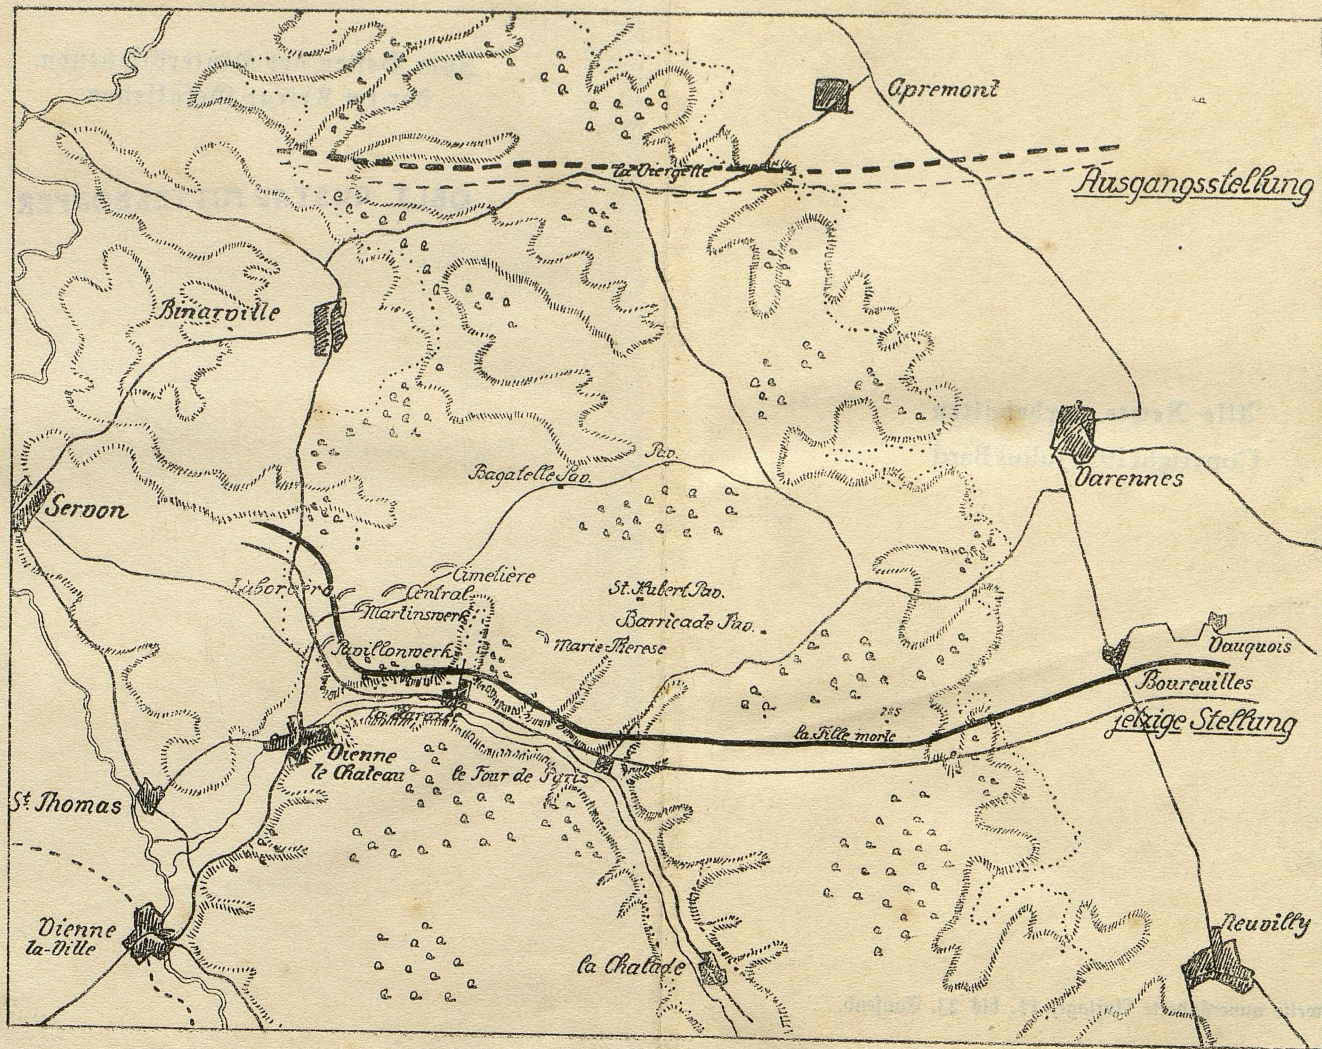 Apremont
la Viergette
Ausgangsstellung
Binarville
Varennes
Servon
Bagatelle Pav.
Pav.
Cimetière
Central
Martinswerk
Labordère
Pavillonwerk
St. Hubert Pav.
Barricade Pav.
Marie Therese
Vauquois
Boureuilles
jetzige Stellung
285
la Fille morte
Vienne
le Chateau
le Four de Paris
St. Thomas
Vienne
la-Ville
la Chalade
Neuvilly